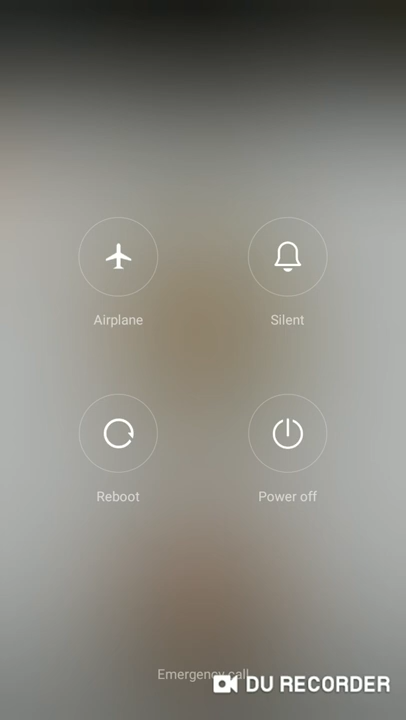 Airplane
Silent
Reboot
Power off
Emergency call
DU RECORDER